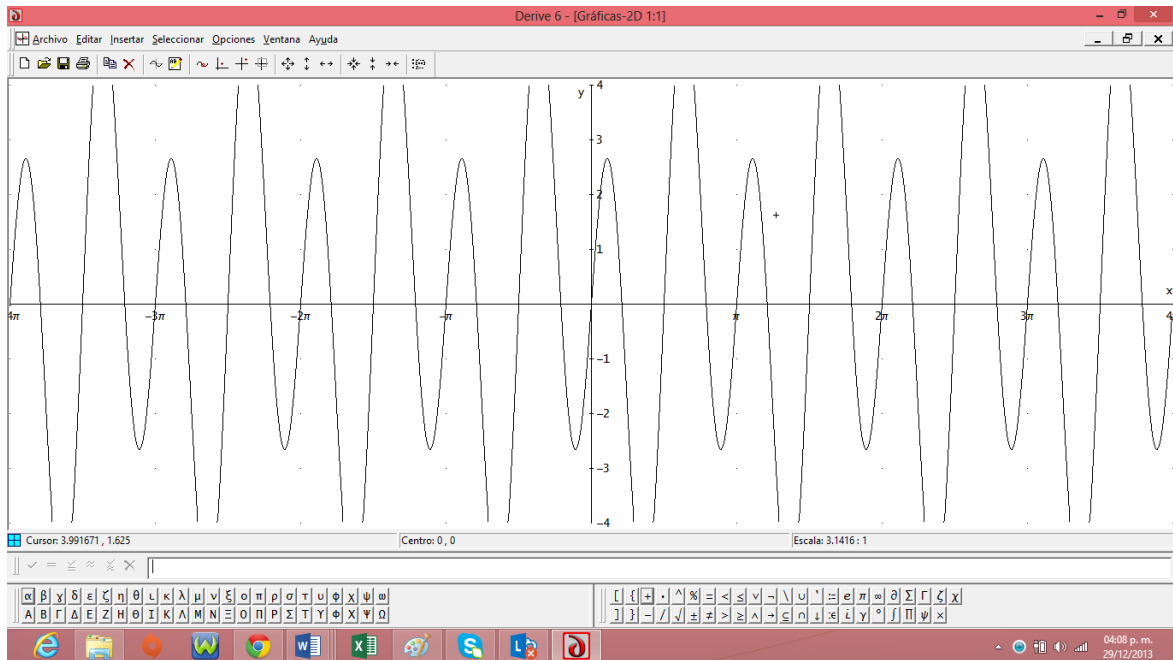 Derive 6 - [Gráficas-2D 1:1]
Archivo Editar Insertar Seleccionar Opciones Ventana Ayuda
y
4
3
2
1
x
4π
−3π
−2π
−π
π
2π
3π
4
−1
−2
−3
−4
Cursor: 3.991671 , 1.625
Centro: 0 , 0
Escala: 3.1416 : 1
α β γ δ ε ζ η θ ι κ λ μ ν ξ ο π ρ σ τ υ φ χ ψ ω
Α Β Γ Δ Ε Ζ Η Θ Ι Κ Λ Μ Ν Ξ Ο Π Ρ Σ Τ Υ Φ Χ Ψ Ω
[ { + · ^ % = < ≤ ∨ ¬ \ ∪ ' := e π ∞ ∂ Σ Γ ζ χ
] } − / √ ± ≠ > ≥ ∧ → ⊆ ∩ ↓ :∈ i γ ° ∫ Π ψ ×
04:08 p. m.
29/12/2013